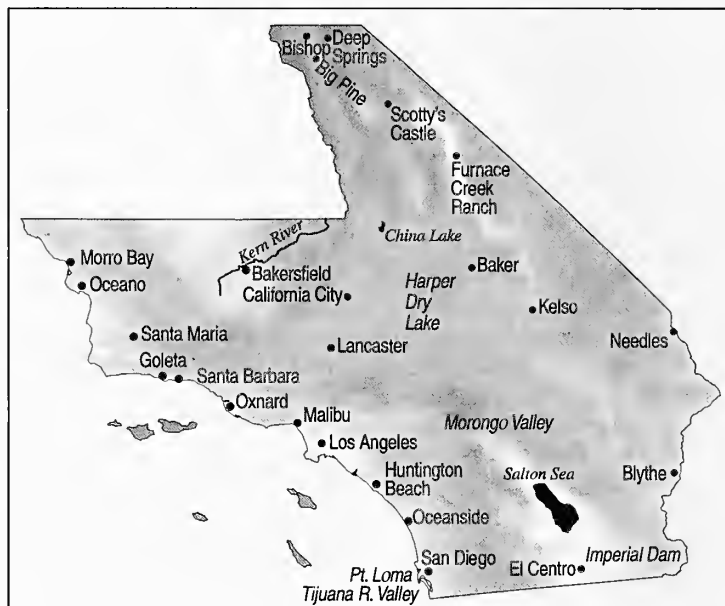 Bishop
Deep
Springs
Big Pine
Scotty's
Castle
Furnace
Creek
Ranch
Kern River
China Lake
Morro Bay
Oceano
Bakersfield
California City
Harper
Dry
Lake
Baker
Kelso
Needles
Santa Maria
Lancaster
Goleta
Santa Barbara
Oxnard
Malibu
Los Angeles
Morongo Valley
Huntington
Beach
Salton Sea
Blythe
Oceanside
San Diego
Pt. Loma
Tijuana R. Valley
El Centro
Imperial Dam